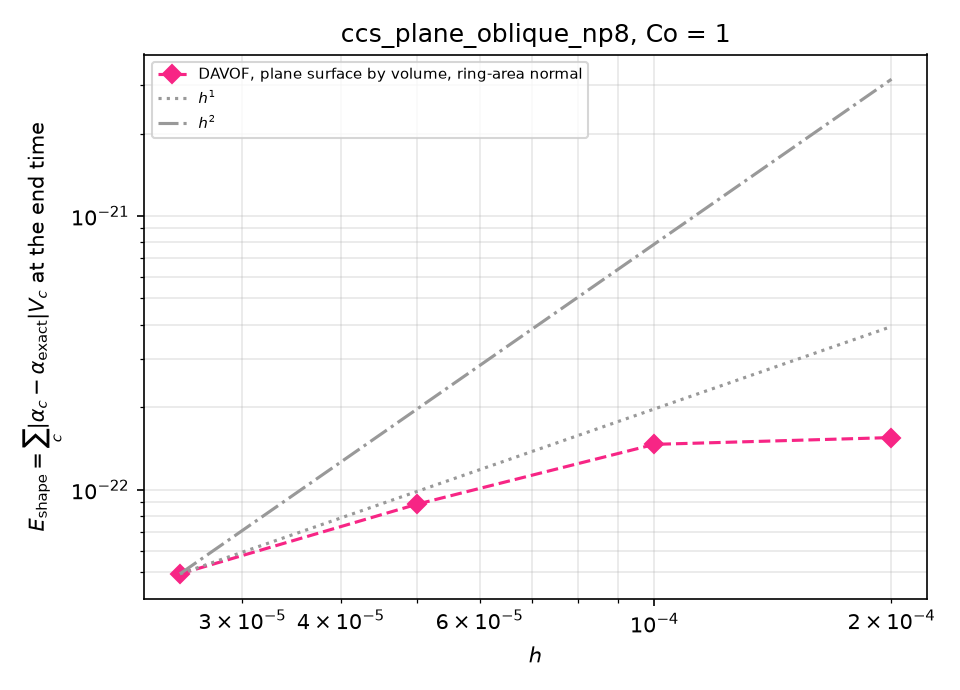 ccs_plane_oblique_np8, Co = 1
DAVOF, plane surface by volume, ring-area normal
h¹
h²
10⁻²¹
10⁻²²
E_shape = ∑_c |α_c − α_exact|V_c at the end time
3 × 10⁻⁵ 4 × 10⁻⁵ 6 × 10⁻⁵ 10⁻⁴ 2 × 10⁻⁴
h